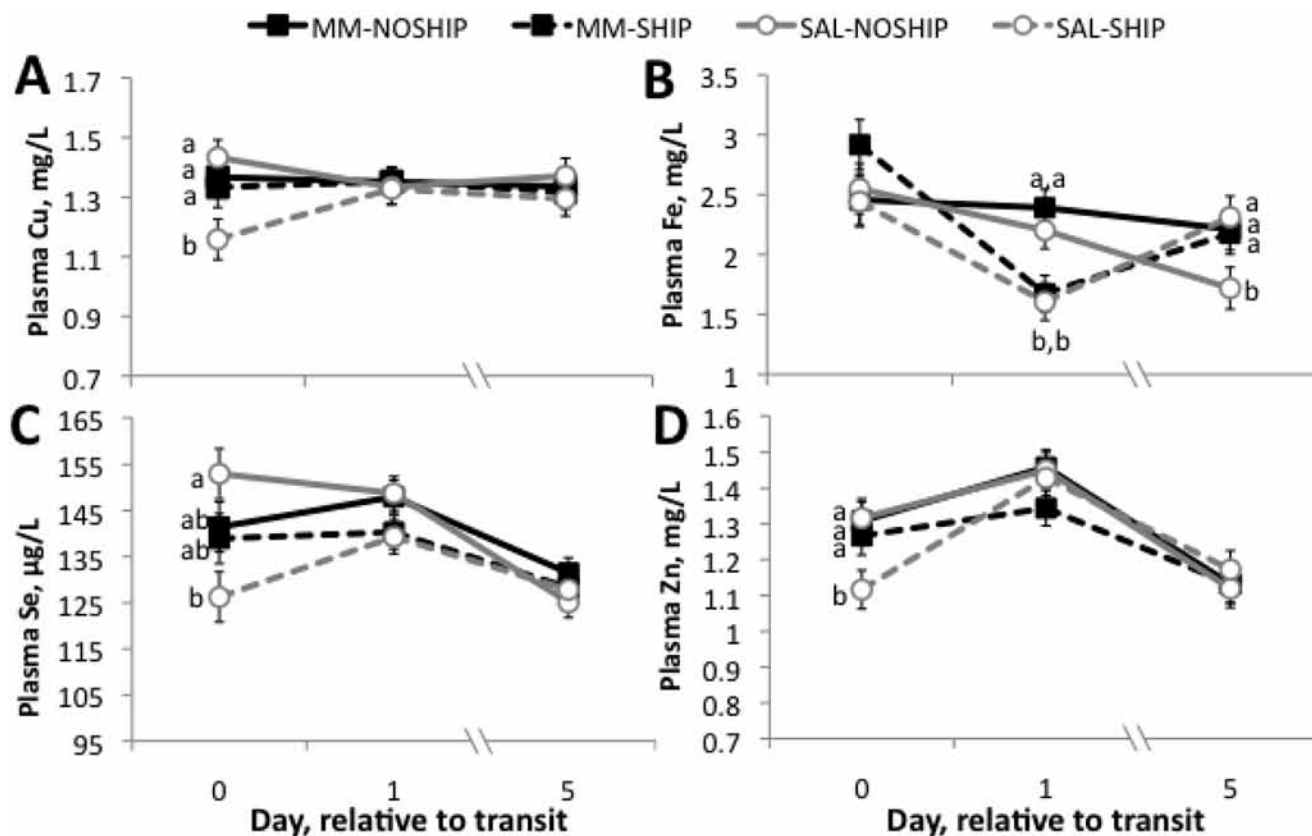 MM-NOSHIP MM-SHIP SAL-NOSHIP SAL-SHIP
A
Plasma Cu, mg/L
1.7
1.5
1.3
1.1
0.9
0.7
a
a
a
b
B
Plasma Fe, mg/L
3.5
3
2.5
2
1.5
1
a,a
b,b
a
a
a
b
C
Plasma Se, µg/L
165
155
145
135
125
115
105
95
a
ab
ab
b
0 1 5
Day, relative to transit
D
Plasma Zn, mg/L
1.6
1.5
1.4
1.3
1.2
1.1
1
0.9
0.8
0.7
a
a
a
b
0 1 5
Day, relative to transit